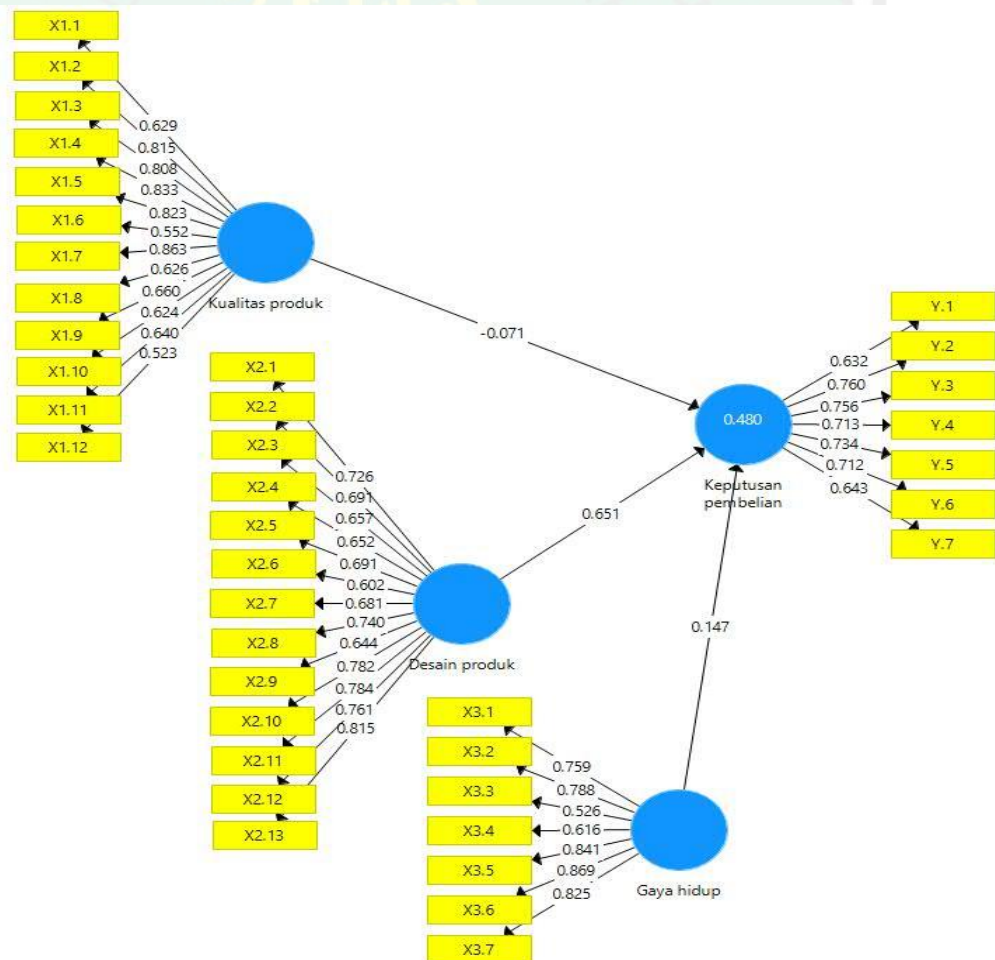 X1.1
X1.2
X1.3
X1.4
X1.5
X1.6
X1.7
X1.8
X1.9
X1.10
X1.11
X1.12
0.629
0.815
0.808
0.833
0.823
0.552
0.863
0.626
0.660
0.624
0.640
0.523
Kualitas produk
-0.071
X2.1
X2.2
X2.3
X2.4
X2.5
X2.6
X2.7
X2.8
X2.9
X2.10
X2.11
X2.12
X2.13
0.726
0.691
0.657
0.652
0.691
0.602
0.681
0.740
0.644
0.782
0.784
0.761
0.815
Desain produk
0.651
X3.1
X3.2
X3.3
X3.4
X3.5
X3.6
X3.7
0.759
0.788
0.526
0.616
0.841
0.869
0.825
Gaya hidup
0.147
0.480
Keputusan
pembelian
0.632
0.760
0.756
0.713
0.734
0.712
0.643
Y.1
Y.2
Y.3
Y.4
Y.5
Y.6
Y.7